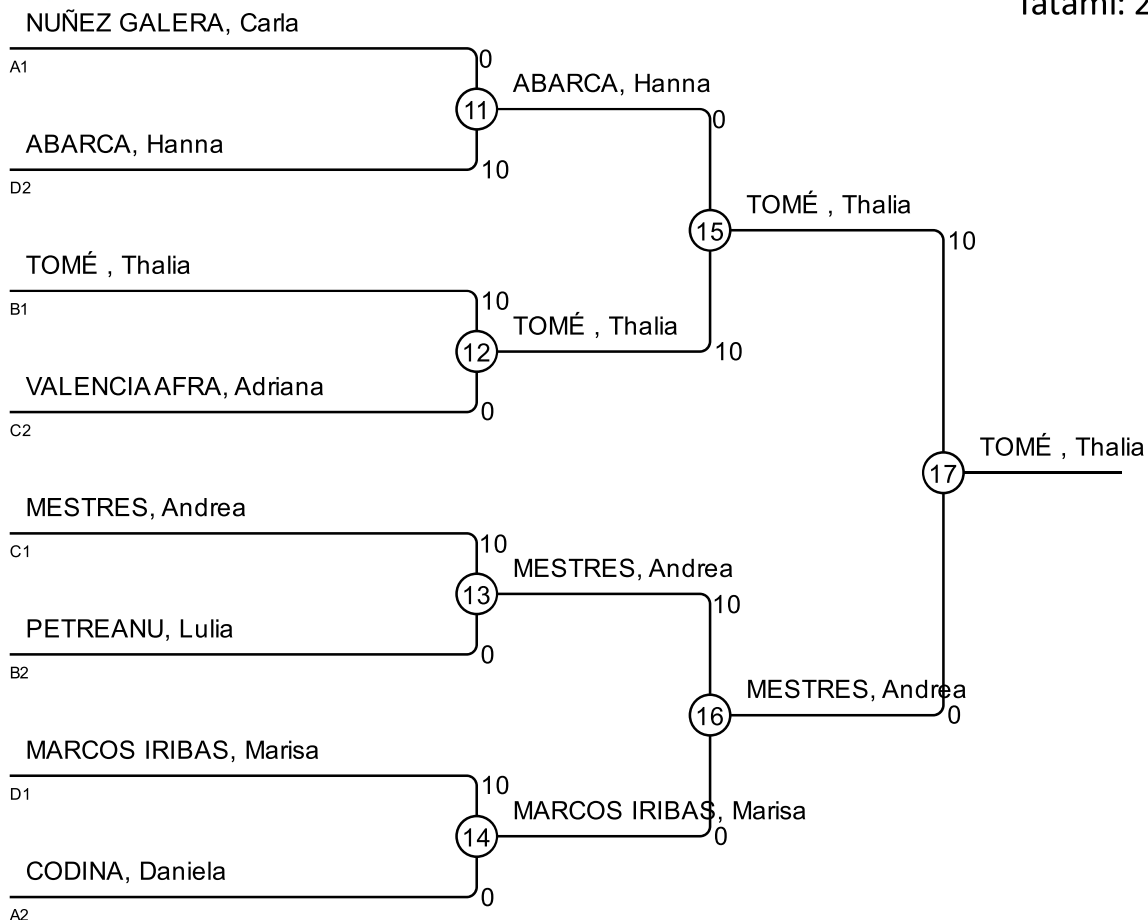 Tatami: 2
NUÑEZ GALERA, Carla
A1
0
11
ABARCA, Hanna
0
ABARCA, Hanna
D2
10
TOMÉ , Thalia
10
15
TOMÉ , Thalia
B1
10
12
TOMÉ , Thalia
10
VALENCIA AFRA, Adriana
C2
0
17
TOMÉ , Thalia
MESTRES, Andrea
C1
10
13
MESTRES, Andrea
10
PETREANU, Lulia
B2
0
16
MESTRES, Andrea
0
MARCOS IRIBAS, Marisa
D1
10
14
MARCOS IRIBAS, Marisa
0
CODINA, Daniela
A2
0